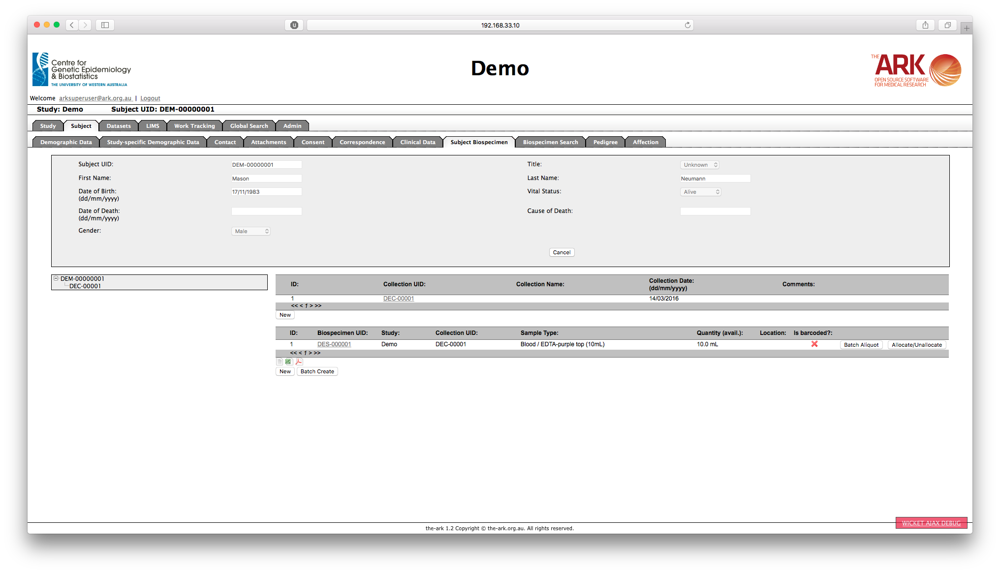 192.168.33.10
Centre for
Genetic Epidemiology
& Biostatistics
THE UNIVERSITY OF WESTERN AUSTRALIA
Demo
THE ARK
OPEN SOURCE SOFTWARE
FOR MEDICAL RESEARCH
Welcome arksuperuser@ark.org.au | Logout
Study: Demo Subject UID: DEM-00000001
Study Subject Datasets LIMS Work Tracking Global Search Admin
Demographic Data Study-specific Demographic Data Contact Attachments Consent Correspondence Clinical Data Subject Biospecimen Biospecimen Search Pedigree Affection
Subject UID: DEM-00000001 Title: Unknown
First Name: Mason Last Name: Neumann
Date of Birth: 17/11/1983 Vital Status: Alive
(dd/mm/yyyy)
Date of Death: Cause of Death:
(dd/mm/yyyy)
Gender: Male
Cancel
DEM-00000001
DEC-00001
ID: Collection UID: Collection Name: Collection Date: Comments:
(dd/mm/yyyy)
1 DEC-00001 14/03/2016
<< < 1 > >>
New
ID: Biospecimen UID: Study: Collection UID: Sample Type: Quantity (avail.): Location: Is barcoded?:
1 DES-000001 Demo DEC-00001 Blood / EDTA-purple top (10mL) 10.0 mL Batch Aliquot Allocate/Unallocate
<< < 1 > >>
New Batch Create
WICKET AJAX DEBUG
the-ark 1.2 Copyright © the-ark.org.au. All rights reserved.